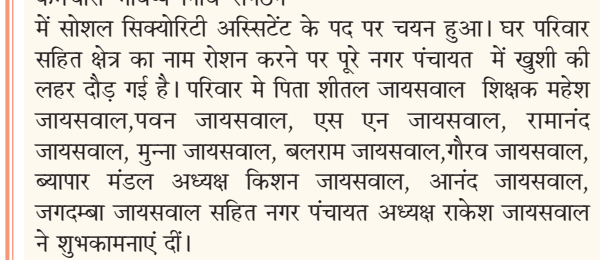 में सोशल सिक्योरिटी अस्सिटेंट के पद पर चयन हुआ। घर परिवार
सहित क्षेत्र का नाम रोशन करने पर पूरे नगर पंचायत में खुशी की
लहर दौड़ गई है। परिवार मे पिता शीतल जायसवाल शिक्षक महेश
जायसवाल,पवन जायसवाल, एस एन जायसवाल, रामानंद
जायसवाल, मुन्ना जायसवाल, बलराम जायसवाल,गौरव जायसवाल,
ब्यापार मंडल अध्यक्ष किशन जायसवाल, आनंद जायसवाल,
जगदम्बा जायसवाल सहित नगर पंचायत अध्यक्ष राकेश जायसवाल
ने शुभकामनाएं दीं।